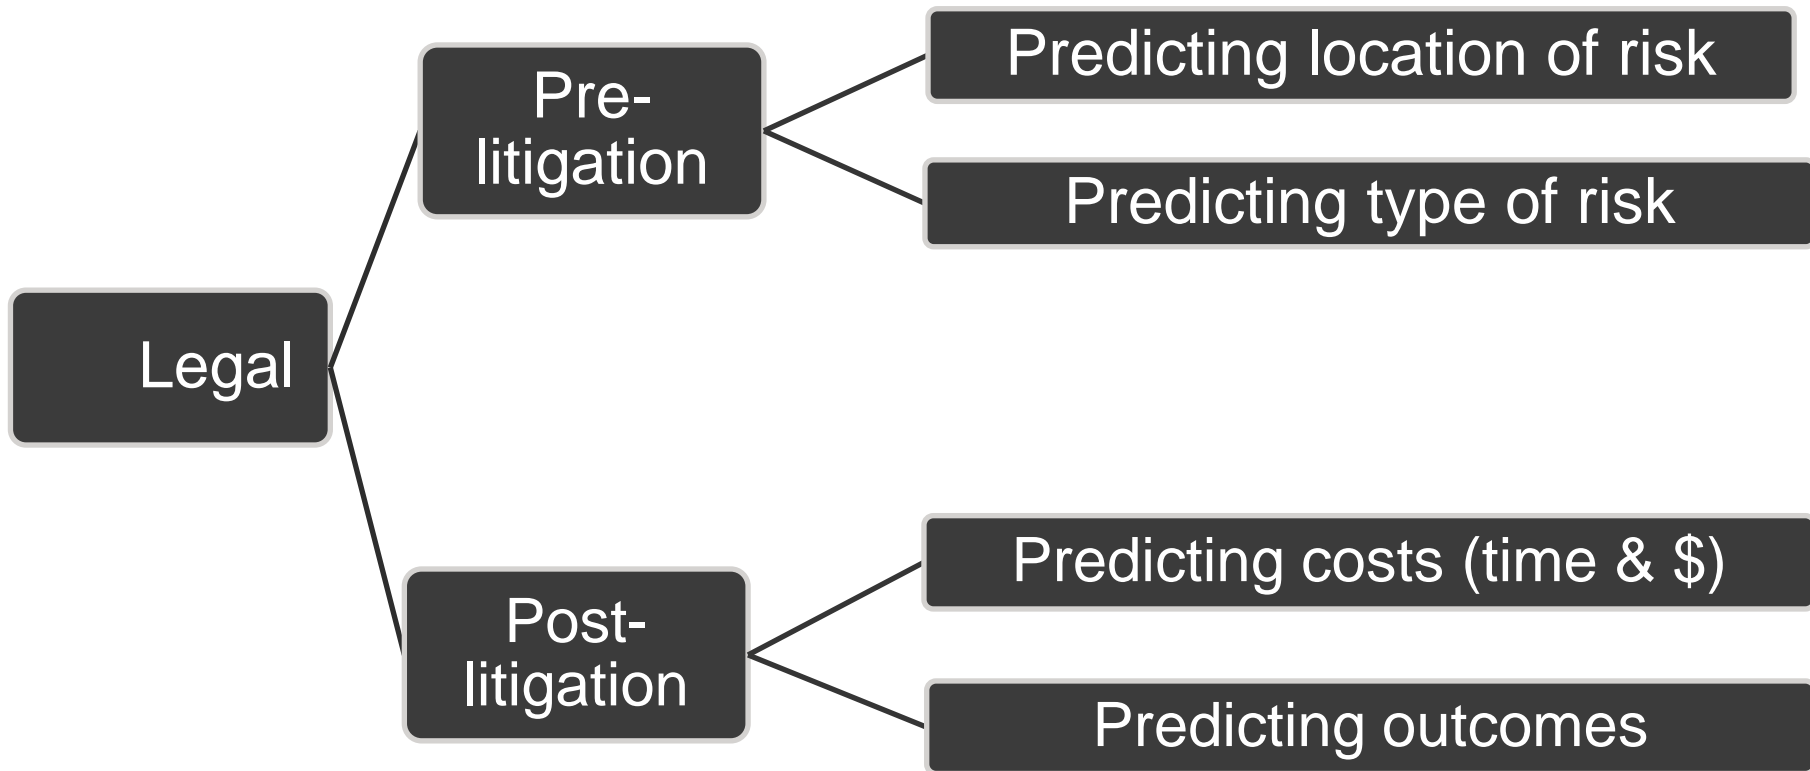 Legal
Pre-
litigation
Predicting location of risk
Predicting type of risk
Post-
litigation
Predicting costs (time & $)
Predicting outcomes